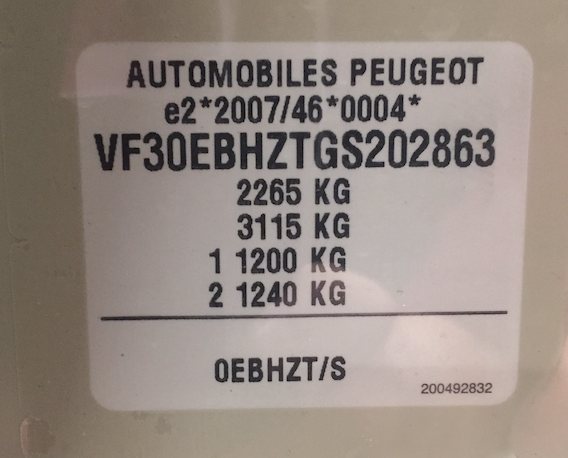 AUTOMOBILES PEUGEOT
e2*2007/46*0004*
VF30EBHZTGS202863
2265 KG
3115 KG
1 1200 KG
2 1240 KG
0EBHZT/S
200492832